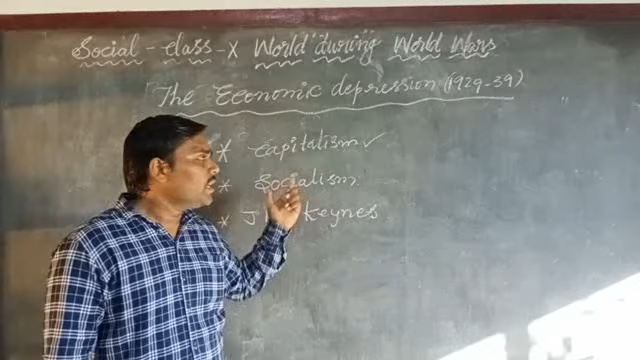 Social - class - X World during World Wars
The Economic depression (1929-39)
* Capitalism ✓
* Socialism
* J Keynes